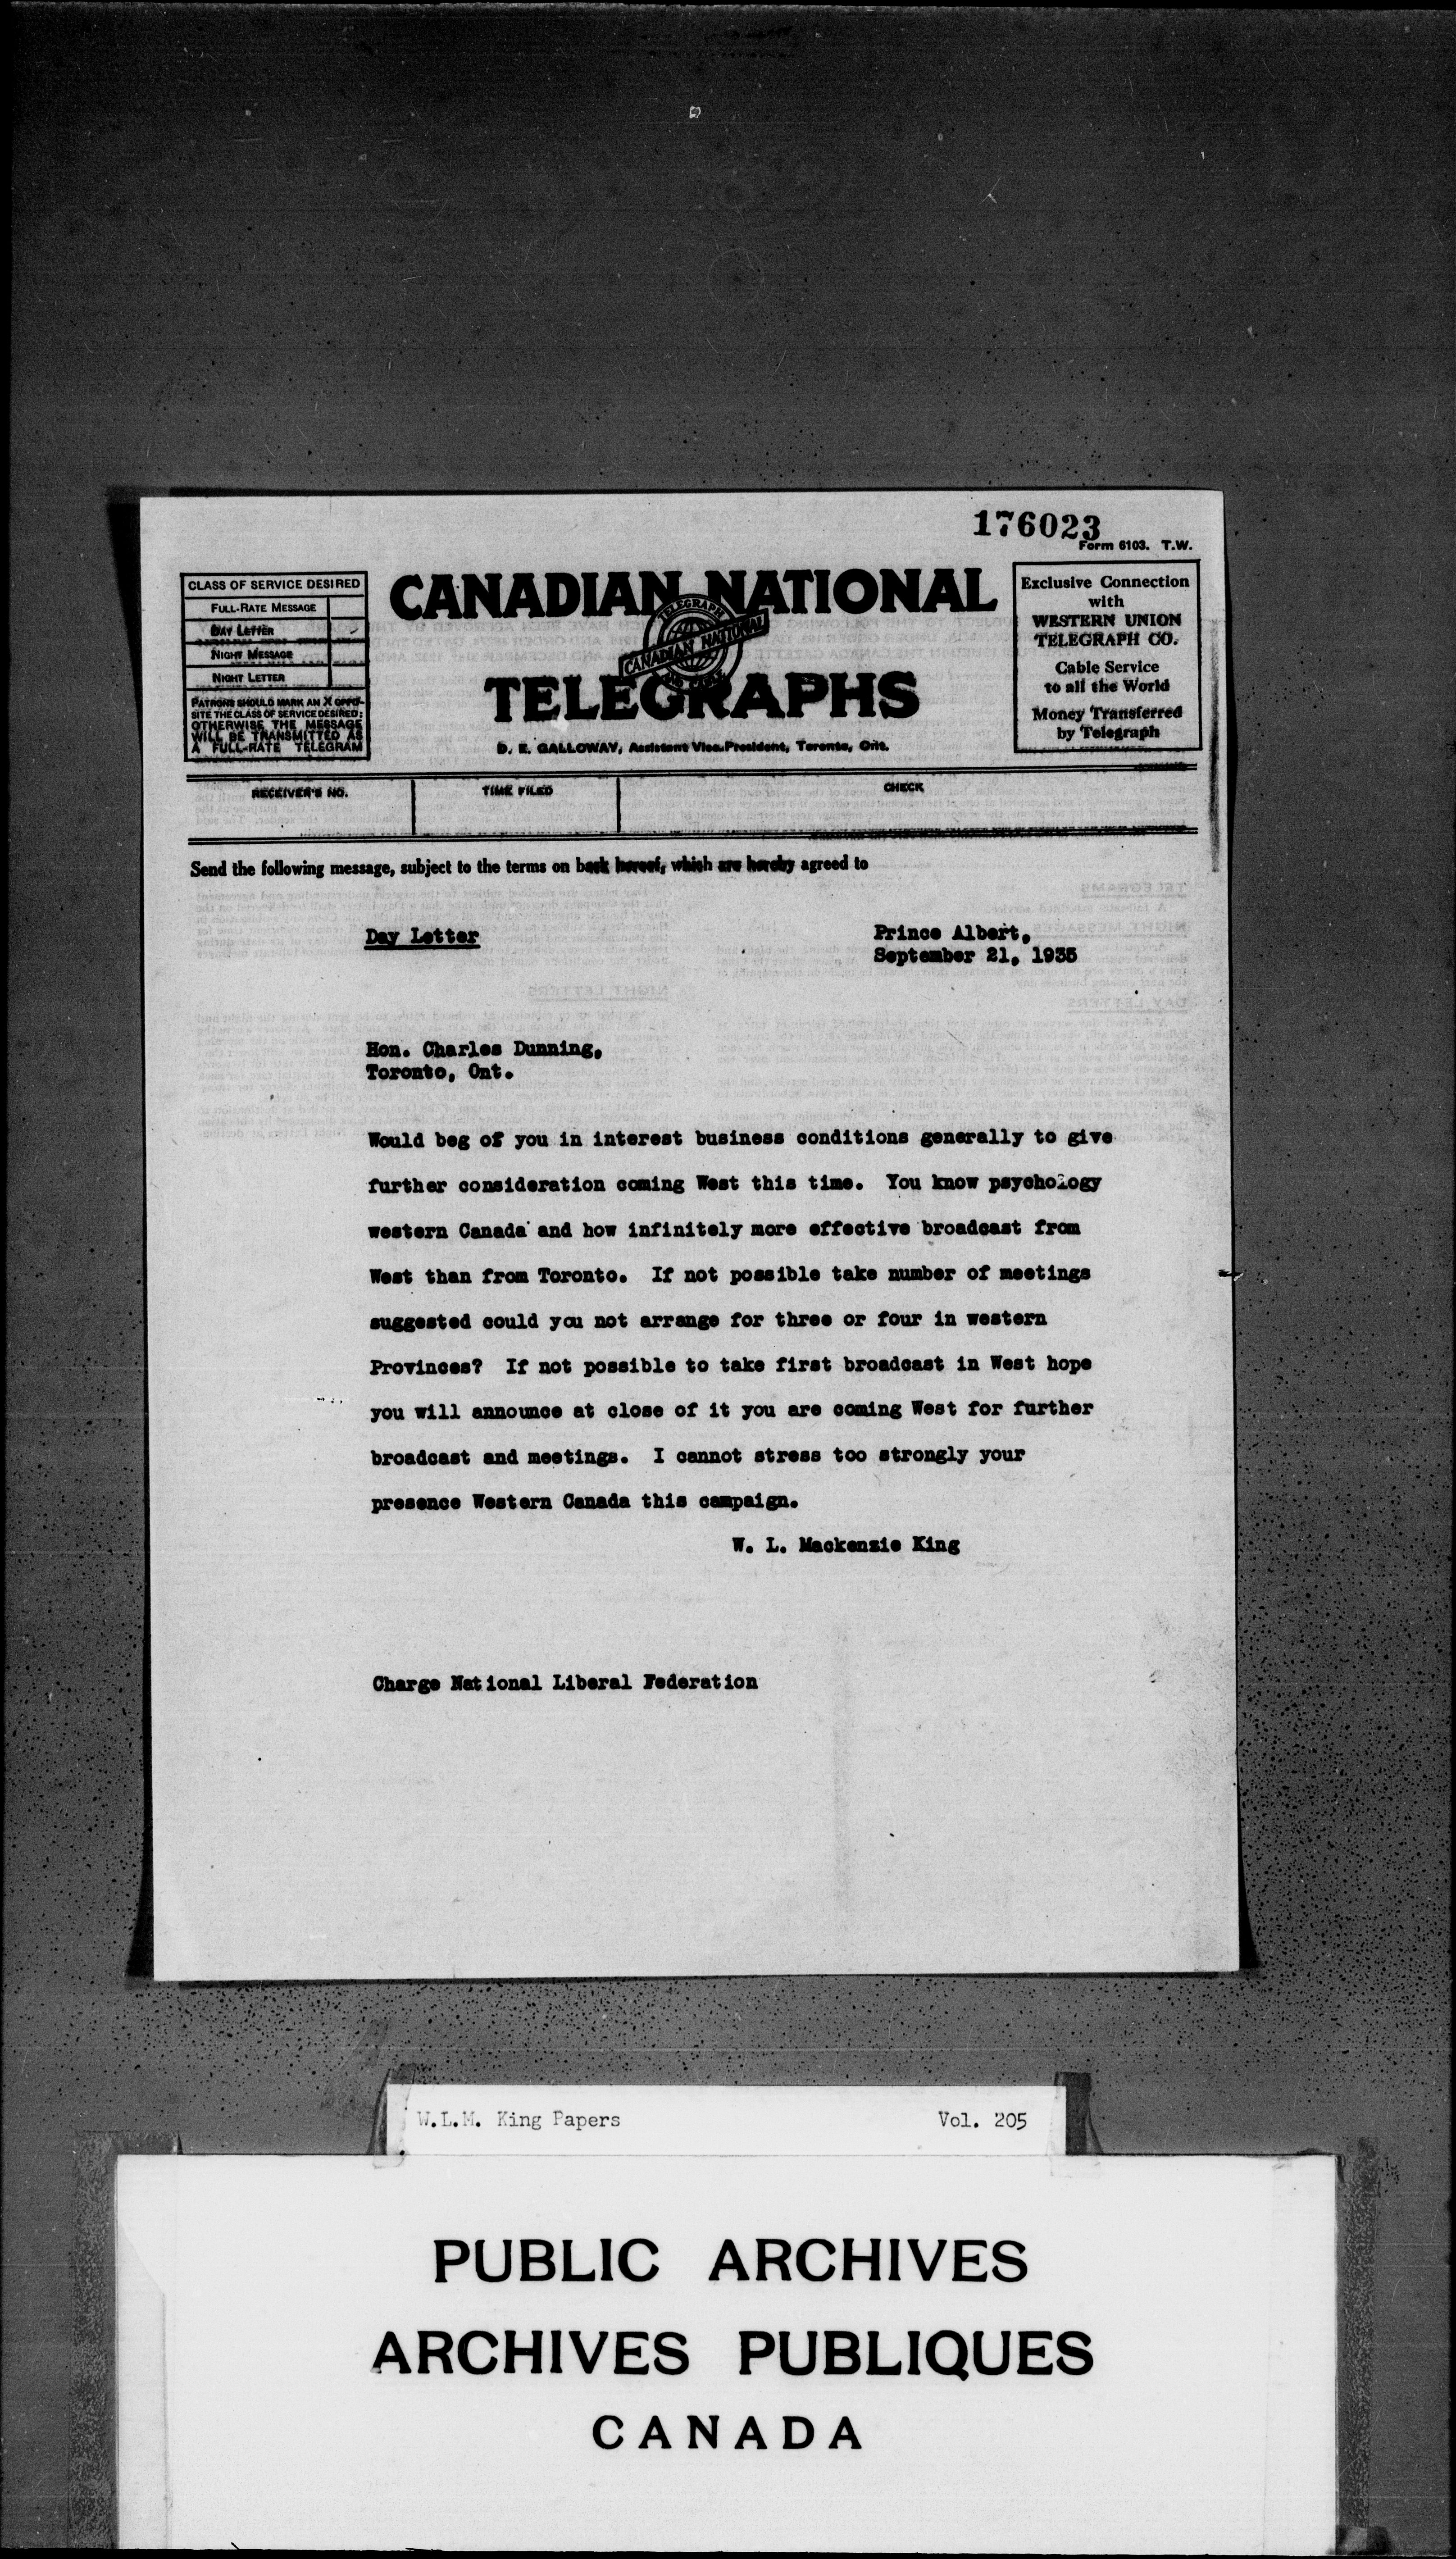 176023
Form 6103. T.W.
CLASS OF SERVICE DESIRED
FULL-RATE MESSAGE
DAY LETTER
NIGHT MESSAGE
NIGHT LETTER
PATRONS SHOULD MARK AN X OPPO-
SITE THE CLASS OF SERVICE DESIRED;
OTHERWISE THE MESSAGE
WILL BE TRANSMITTED AS
A FULL-RATE TELEGRAM
CANADIAN NATIONAL
TELEGRAPH
CANADIAN NATIONAL
TELEGRAPHS
D. E. GALLOWAY, Assistant Vice-President, Toronto, Ont.
Exclusive Connection
with
WESTERN UNION
TELEGRAPH CO.
Cable Service
to all the World
Money Transferred
by Telegraph
RECEIVER'S NO.
TIME FILED
CHECK
Send the following message, subject to the terms on back hereof, which are hereby agreed to
Day Letter
Prince Albert,
September 21, 1935
Hon. Charles Dunning,
Toronto, Ont.
Would beg of you in interest business conditions generally to give
further consideration coming West this time. You know psychology
western Canada and how infinitely more effective broadcast from
West than from Toronto. If not possible take number of meetings
suggested could you not arrange for three or four in western
Provinces? If not possible to take first broadcast in West hope
you will announce at close of it you are coming West for further
broadcast and meetings. I cannot stress too strongly your
presence Western Canada this campaign.
W. L. Mackenzie King
Charge National Liberal Federation
W.L.M. King Papers
Vol. 205
PUBLIC ARCHIVES
ARCHIVES PUBLIQUES
CANADA